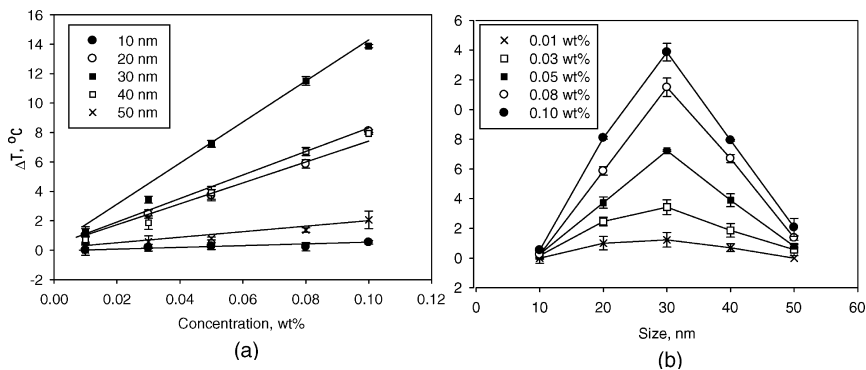 16
14
12
10
8
6
4
2
0
-2
ΔT, °C
10 nm
20 nm
30 nm
40 nm
50 nm
0.00 0.02 0.04 0.06 0.08 0.10 0.12
Concentration, wt%
(a)
6
4
2
0
8
6
4
2
0
2
0.01 wt%
0.03 wt%
0.05 wt%
0.08 wt%
0.10 wt%
0 10 20 30 40 50 60
Size, nm
(b)